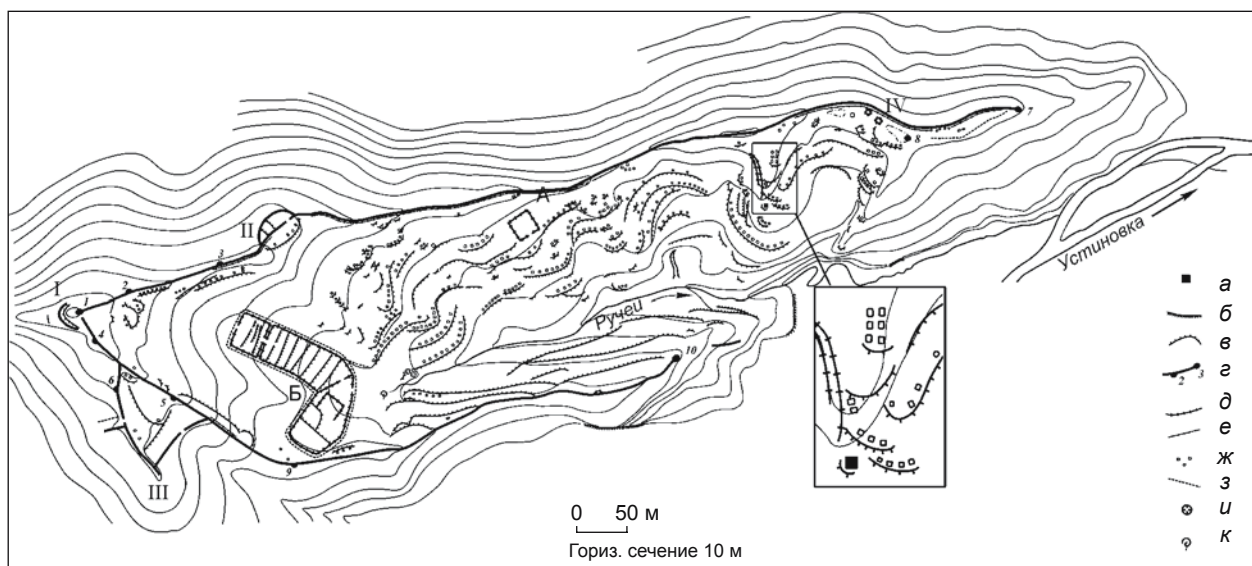 IV
7
8
А
II
3
I
2
1
4
6
5
Б
9
III
10
Ручей
Устиновка
а
б
в
2 3 г
д
е
ж
з
и
к
0 50 м
Гориз. сечение 10 м